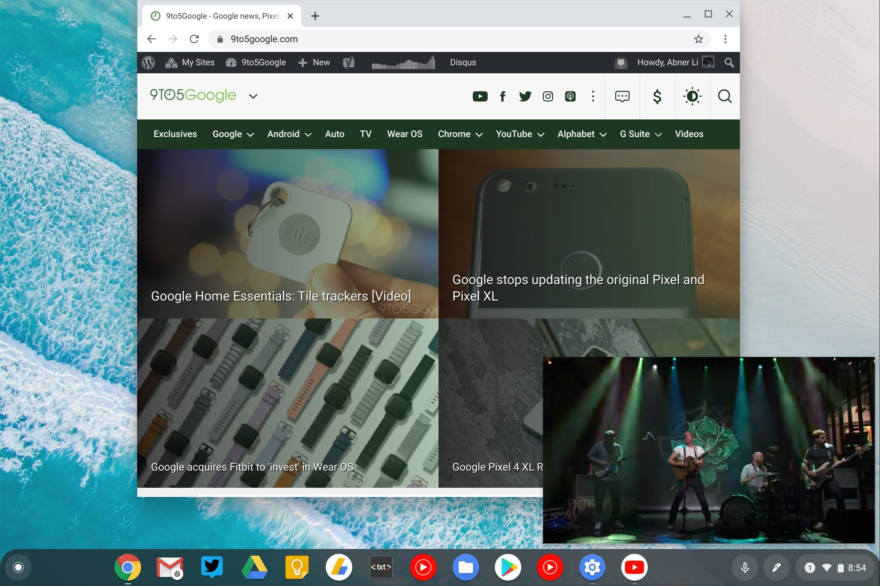 9to5Google - Google news, Pixel
9to5google.com
My Sites 9to5Google New Disqus Howdy, Abner Li
9TO5Google
Exclusives Google Android Auto TV Wear OS Chrome YouTube Alphabet G Suite Videos
tile
Google Home Essentials: Tile trackers [Video]
9TO5Google
Google stops updating the original Pixel and
Pixel XL
Google acquires Fitbit to 'invest' in Wear OS
Google Pixel 4 XL R
<txt>
1 8:54